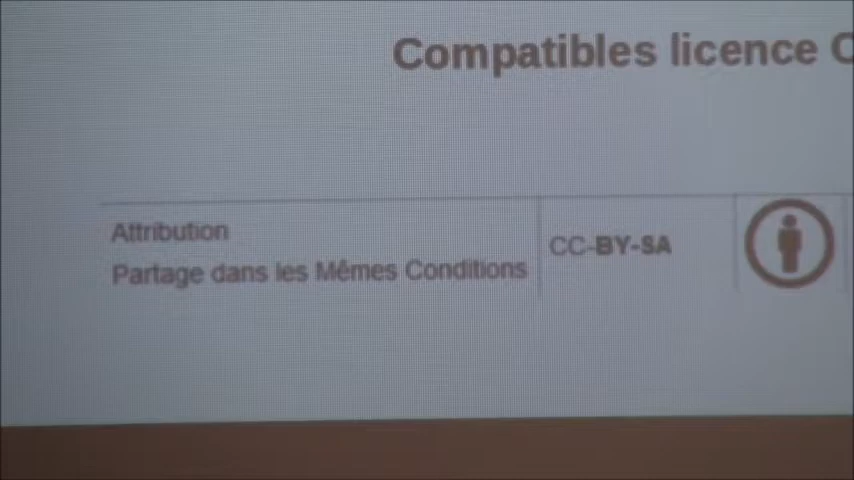 Compatibles licence
Attribution
Partage dans les Mêmes Conditions
CC-BY-SA